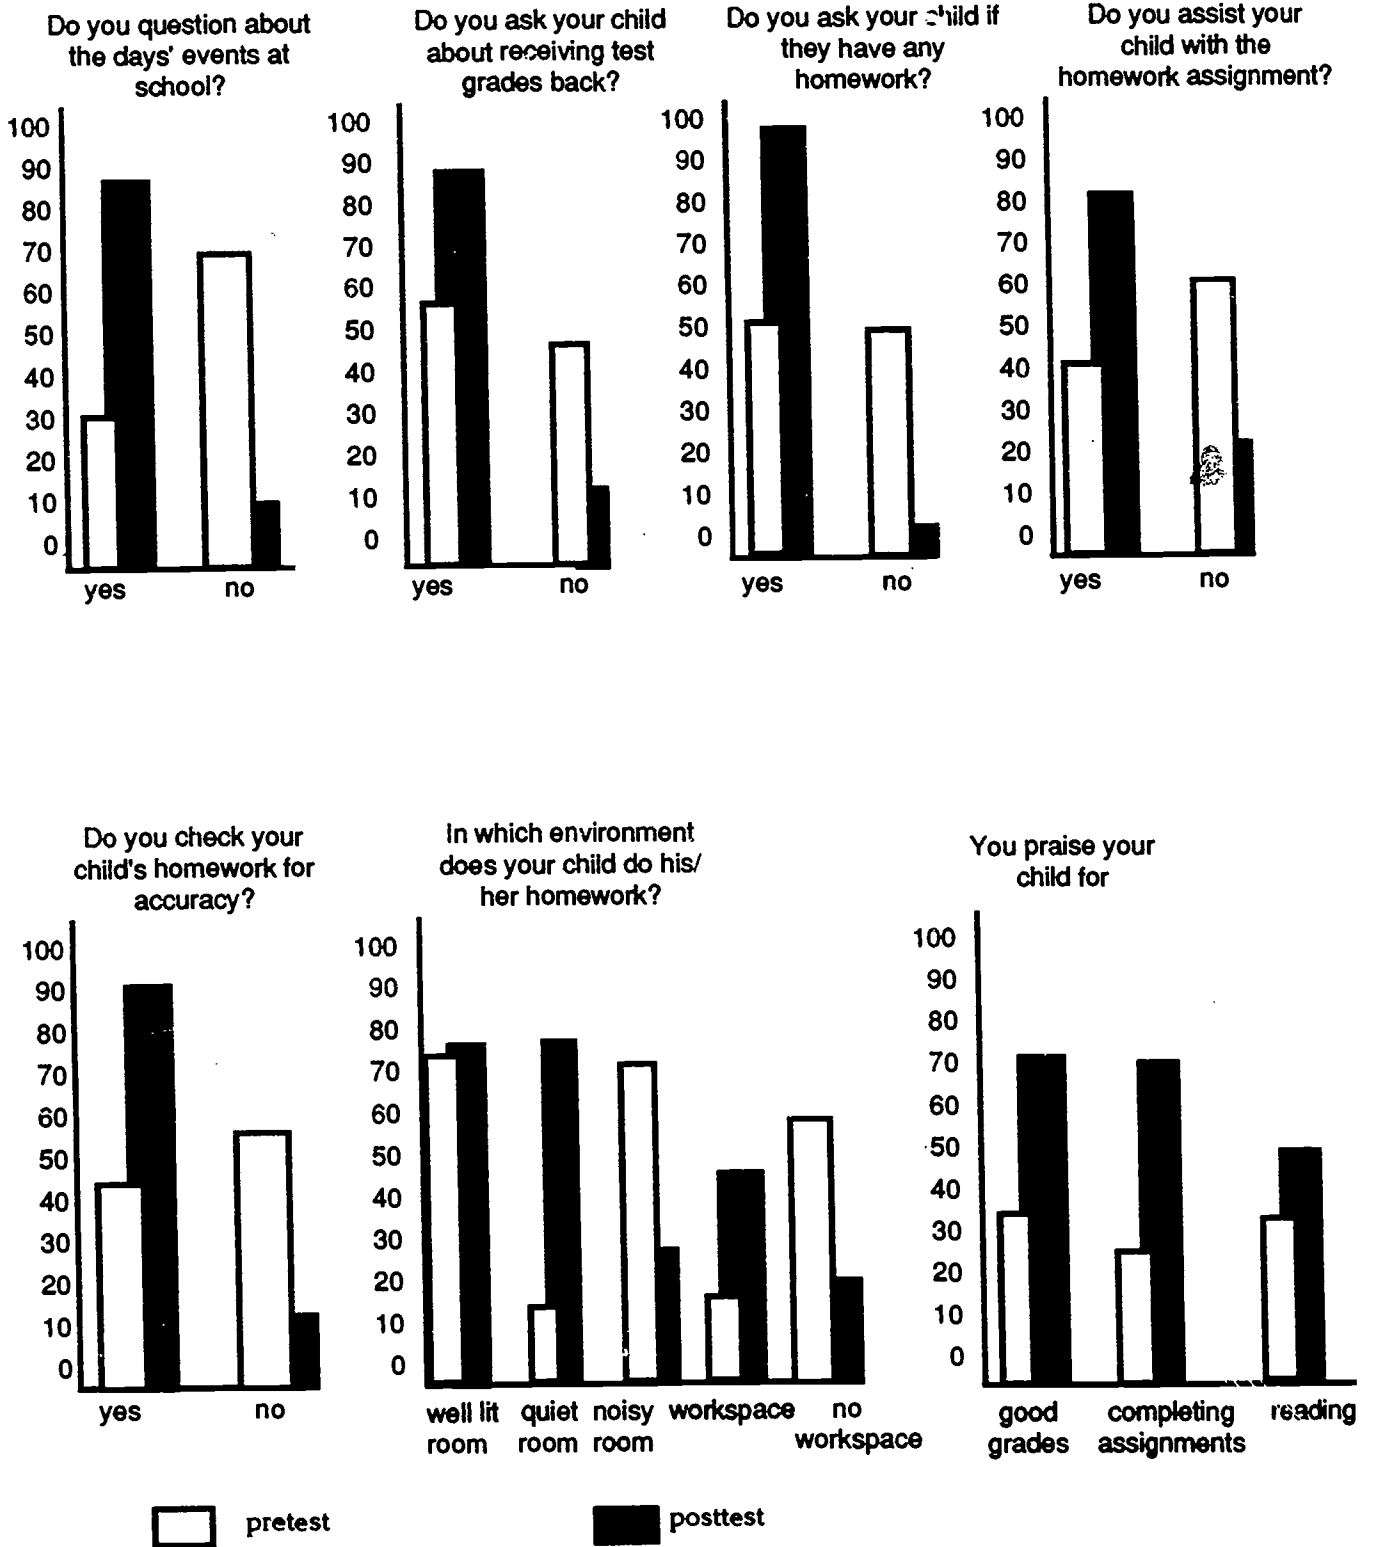 Do you question about
the days' events at
school?
100
90
80
70
60
50
40
30
20
10
0
yes no
Do you ask your child
about receiving test
grades back?
100
90
80
70
60
50
40
30
20
10
0
yes no
Do you ask your child if
they have any
homework?
100
90
80
70
60
50
40
30
20
10
0
yes no
Do you assist your
child with the
homework assignment?
100
90
80
70
60
50
40
30
20
10
0
yes no
Do you check your
child's homework for
accuracy?
100
90
80
70
60
50
40
30
20
10
0
yes no
In which environment
does your child do his/
her homework?
100
90
80
70
60
50
40
30
20
10
0
well lit quiet noisy workspace no
room room room workspace
You praise your
child for
100
90
80
70
60
50
40
30
20
10
0
good completing reading
grades assignments
pretest posttest